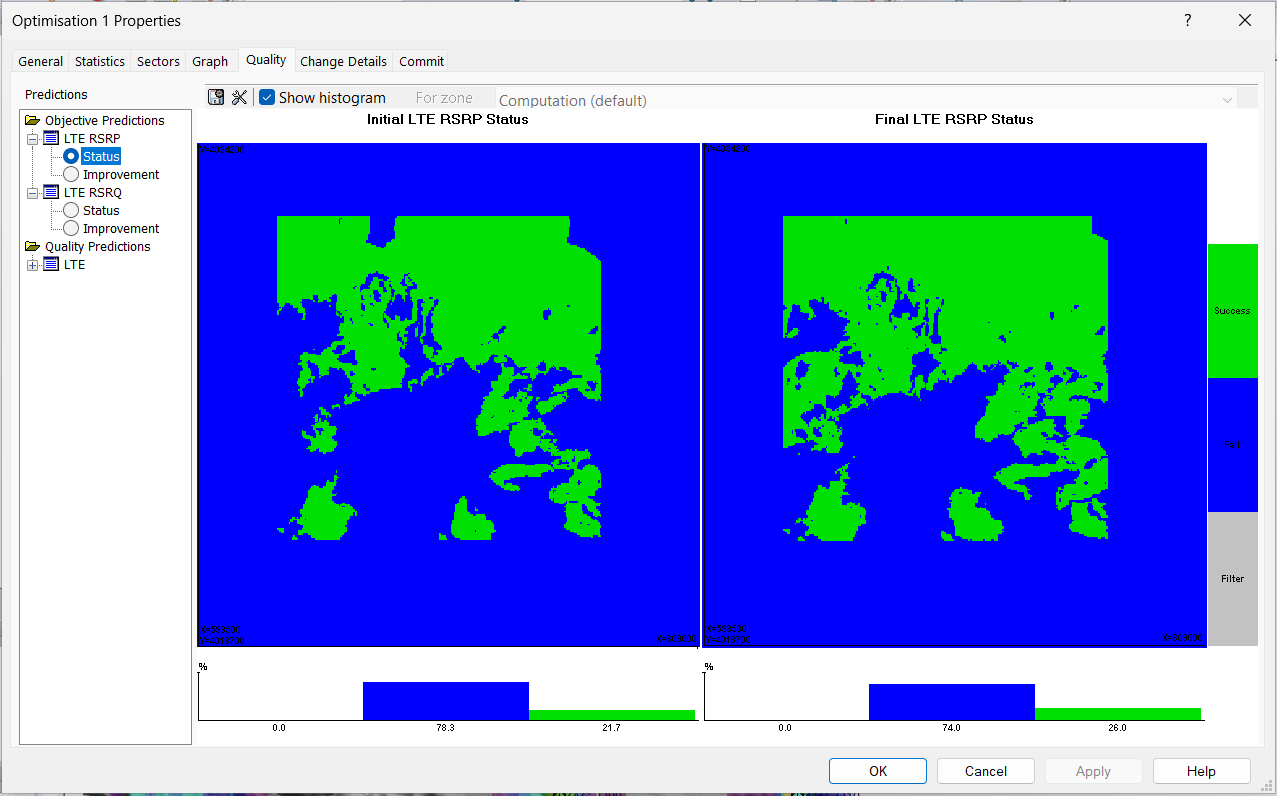 Optimisation 1 Properties
?
General
Statistics
Sectors
Graph
Quality
Change Details
Commit
Predictions
Objective Predictions
LTE RSRP
Status
Improvement
LTE RSRQ
Status
Improvement
Quality Predictions
LTE
Show histogram
For zone
Computation (default)
Initial LTE RSRP Status
Final LTE RSRP Status
Success
Fail
Filter
%
0.0
78.3
21.7
%
0.0
74.0
26.0
OK
Cancel
Apply
Help